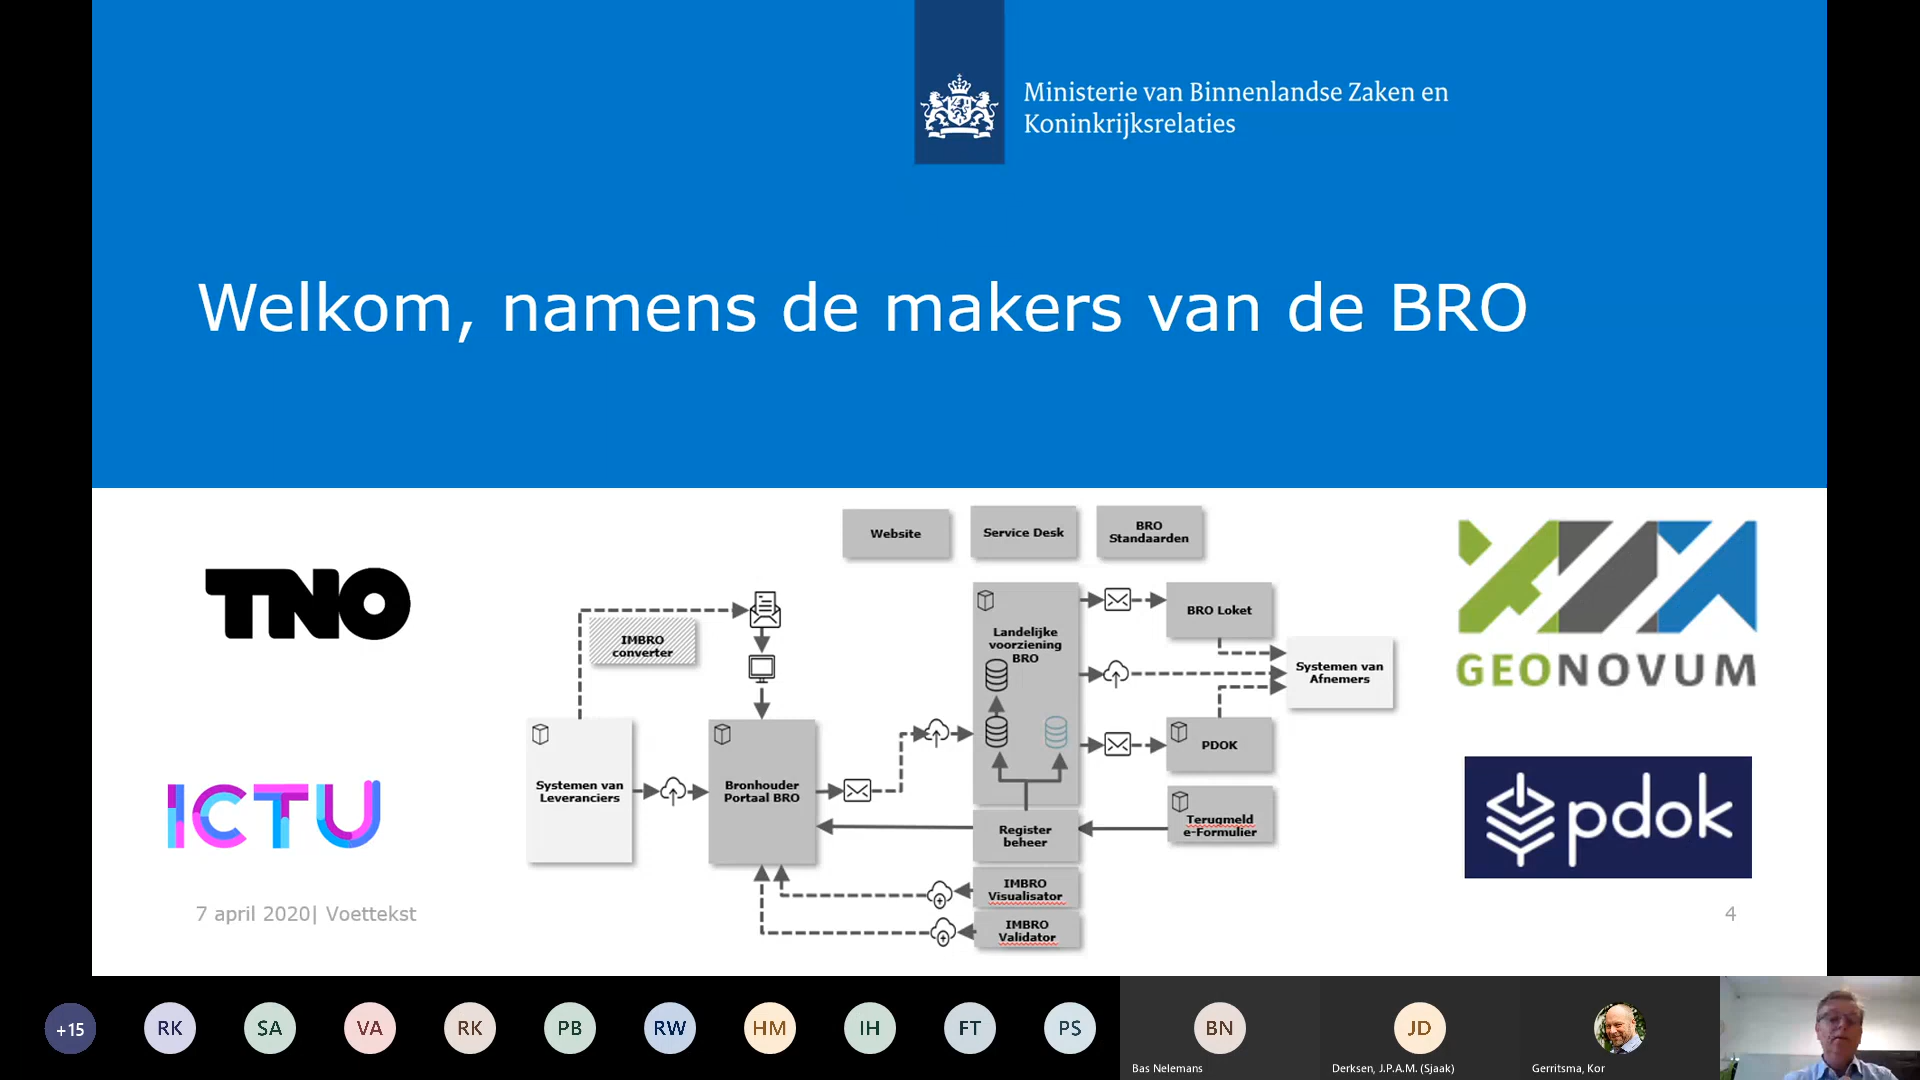 Ministerie van Binnenlandse Zaken en
Koninkrijksrelaties
Welkom, namens de makers van de BRO
TNO
ICTU
Website
Service Desk
BRO
Standaarden
IMBRO
converter
Landelijke
voorziening
BRO
BRO Loket
Systemen van
Afnemers
Systemen van
Leveranciers
Bronhouder
Portaal BRO
PDOK
Terugmeld
e-Formulier
Register
beheer
IMBRO
Visualisator
IMBRO
Validator
GEONOVUM
pdok
7 april 2020| Voettekst
4
+15
RK
SA
VA
RK
PB
RW
HM
IH
FT
PS
BN
Bas Nelemans
JD
Derksen, J.P.A.M. (Sjaak)
Gerritsma, Kor